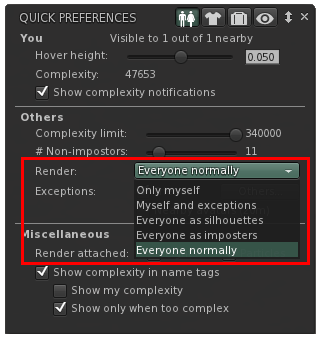 QUICK PREFERENCES
You Visible to 1 out of 1 nearby
Hover height: 0.050
Complexity: 47653
Show complexity notifications
Others
Complexity limit: 340000
# Non-impostors: 11
Render: Everyone normally
Exceptions:
Only myself
Myself and exceptions
Everyone as silhouettes
Everyone as imposters
Everyone normally
Miscellaneous
Render attached:
Show complexity in name tags
Show my complexity
Show only when too complex